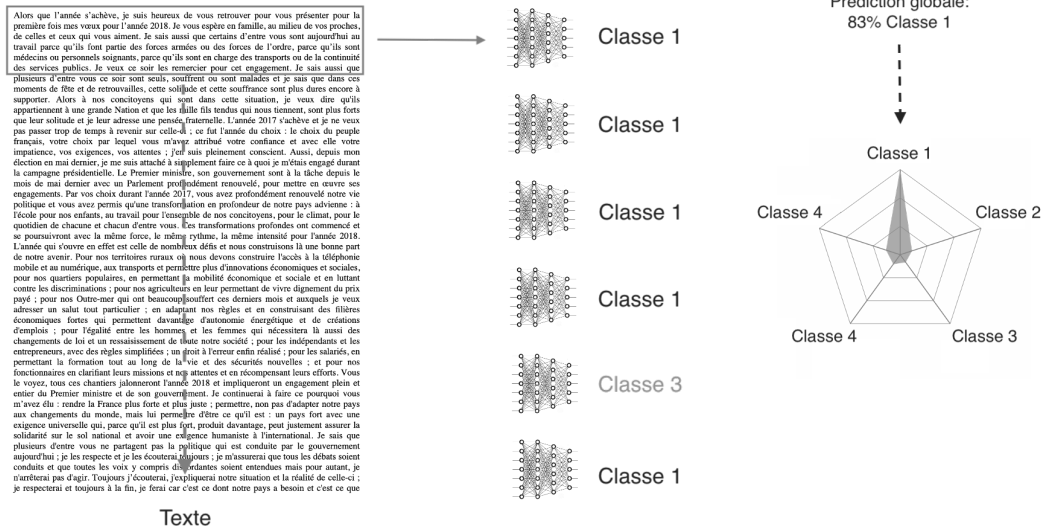 Alors que l'année s'achève, je suis heureux de vous retrouver pour vous présenter pour la
première fois mes vœux pour l'année 2018. Je vous espère en famille, au milieu de vos proches,
de celles et ceux qui vous aiment. Je sais aussi que certains d'entre vous sont aujourd'hui au
travail parce qu'ils font partie des forces armées ou des forces de l'ordre, parce qu'ils sont
médecins ou personnels soignants, parce qu'ils sont en charge des transports ou de la continuité
des services publics. Je veux ce soir les remercier pour cet engagement. Je sais aussi que
plusieurs d'entre vous ce soir sont seuls, souffrent ou sont malades et je sais que dans ces
moments de fête et de retrouvailles, cette solitude et cette souffrance sont plus dures encore à
supporter. Alors à nos concitoyens qui sont dans cette situation, je veux dire qu'ils
appartiennent à une grande Nation et que les mille fils tendus qui nous tiennent, sont plus forts
que leur solitude et je leur adresse une pensée fraternelle. L'année 2017 s'achève et je ne veux
pas passer trop de temps à revenir sur celle-ci ; ce fut l'année du choix : le choix du peuple
français, votre choix par lequel vous m'avez attribué votre confiance et avec elle votre
impatience, vos exigences, vos attentes ; j'en suis pleinement conscient. Aussi, depuis mon
élection en mai dernier, je me suis attaché à simplement faire ce à quoi je m'étais engagé durant
la campagne présidentielle. Le Premier ministre, son gouvernement sont à la tâche depuis le
mois de mai dernier avec un Parlement profondément renouvelé, pour mettre en œuvre ses
engagements. Par vos choix durant l'année 2017, vous avez profondément renouvelé notre vie
politique et vous avez permis qu'une transformation en profondeur de notre pays advienne : à
l'école pour nos enfants, au travail pour l'ensemble de nos concitoyens, pour le climat, pour le
quotidien de chacune et chacun d'entre vous. Ces transformations profondes ont commencé et
se poursuivront avec la même force, le même rythme, la même intensité pour l'année 2018.
L'année qui s'ouvre en effet est celle de nombreux défis et nous construisons là une bonne part
de notre avenir. Pour nos territoires ruraux où nous devons construire l'accès à la téléphonie
mobile et au numérique, aux transports et permettre plus d'innovations économiques et sociales,
pour nos quartiers populaires, en permettant la mobilité économique et sociale et en luttant
contre les discriminations ; pour nos agriculteurs en leur permettant de vivre dignement du prix
payé ; pour nos Outre-mer qui ont beaucoup souffert ces derniers mois et auxquels je veux
adresser un salut tout particulier ; en adaptant nos règles et en construisant des filières
économiques fortes qui permettent davantage d'autonomie énergétique et de créations
d'emplois ; pour l'égalité entre les hommes et les femmes qui nécessitera là aussi des
changements de loi et un ressaisissement de toute notre société ; pour les indépendants et les
entrepreneurs, avec des règles simplifiées ; un droit à l'erreur enfin réalisé ; pour les salariés, en
permettant la formation tout au long de la vie et des sécurités nouvelles ; et pour nos
fonctionnaires en clarifiant leurs missions et nos attentes et en récompensant leurs efforts. Vous
le voyez, tous ces chantiers jalonneront l'année 2018 et impliqueront un engagement plein et
entier du Premier ministre et de son gouvernement. Je continuerai à faire ce pourquoi vous
m'avez élu : rendre la France plus forte et plus juste ; permettre, non pas d'adapter notre pays
aux changements du monde, mais lui permettre d'être ce qu'il est : un pays fort avec une
exigence universelle qui, parce qu'il est plus fort, produit davantage, peut justement assurer la
solidarité sur le sol national et avoir une exigence humaniste à l'international. Je sais que
plusieurs d'entre vous ne partagent pas la politique qui est conduite par le gouvernement
aujourd'hui ; je les respecte et je les écouterai toujours ; je m'assurerai que tous les débats soient
conduits et que toutes les voix y compris discordantes soient entendues mais pour autant, je
n'arrêterai pas d'agir. Toujours j'écouterai, j'expliquerai notre situation et la réalité de celle-ci ;
je respecterai et toujours à la fin, je ferai car c'est ce dont notre pays a besoin et c'est ce que
Texte
Classe 1
Classe 1
Classe 1
Classe 1
Classe 3
Classe 1
Prédiction globale:
83% Classe 1
Classe 1
Classe 4
Classe 2
Classe 4
Classe 3